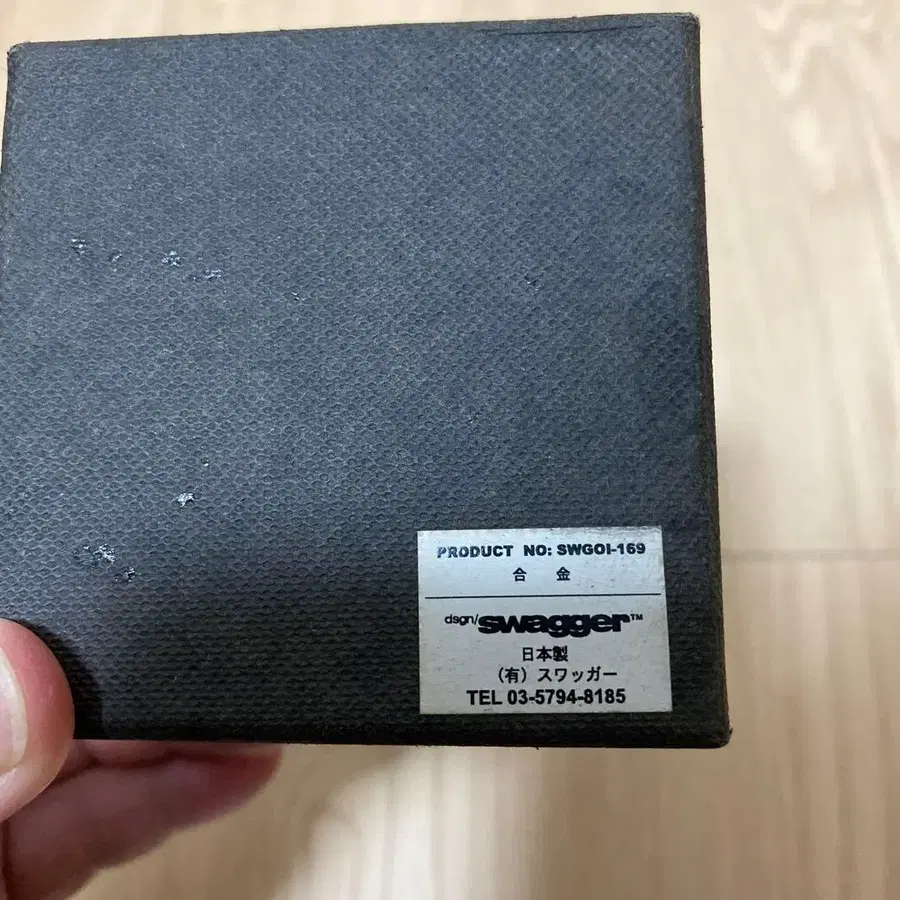 PRODUCT NO: SWGOI-169
合 金
dsgn/swagger™
日本製
（有）スワッガー
TEL 03-5794-8185